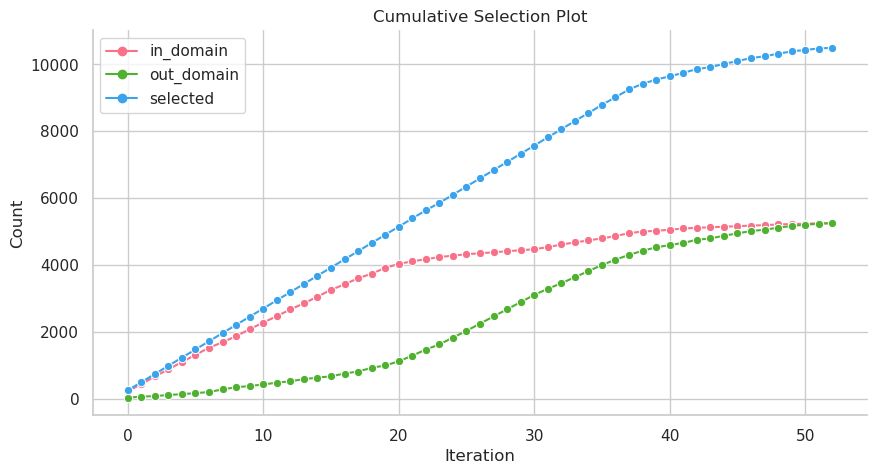 Cumulative Selection Plot
in_domain
out_domain
selected
10000
8000
6000
4000
2000
0
Count
0 10 20 30 40 50
Iteration